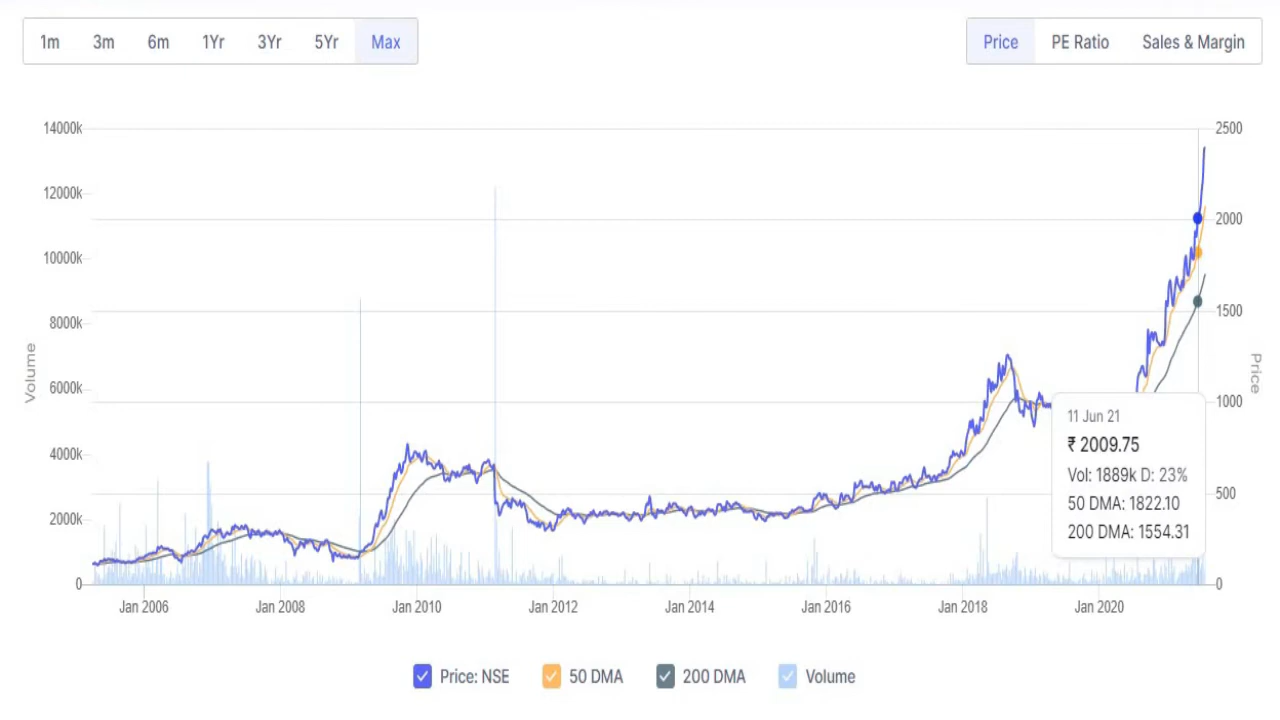 1m 3m 6m 1Yr 3Yr 5Yr Max Price PE Ratio Sales & Margin
14000k 2500
12000k
2000
10000k
1500
8000k
Volume
Price
6000k
1000
11 Jun 21
₹ 2009.75
4000k
Vol: 1889k D: 23%
500
50 DMA: 1822.10
2000k
200 DMA: 1554.31
0 0
Jan 2006 Jan 2008 Jan 2010 Jan 2012 Jan 2014 Jan 2016 Jan 2018 Jan 2020
Price: NSE 50 DMA 200 DMA Volume